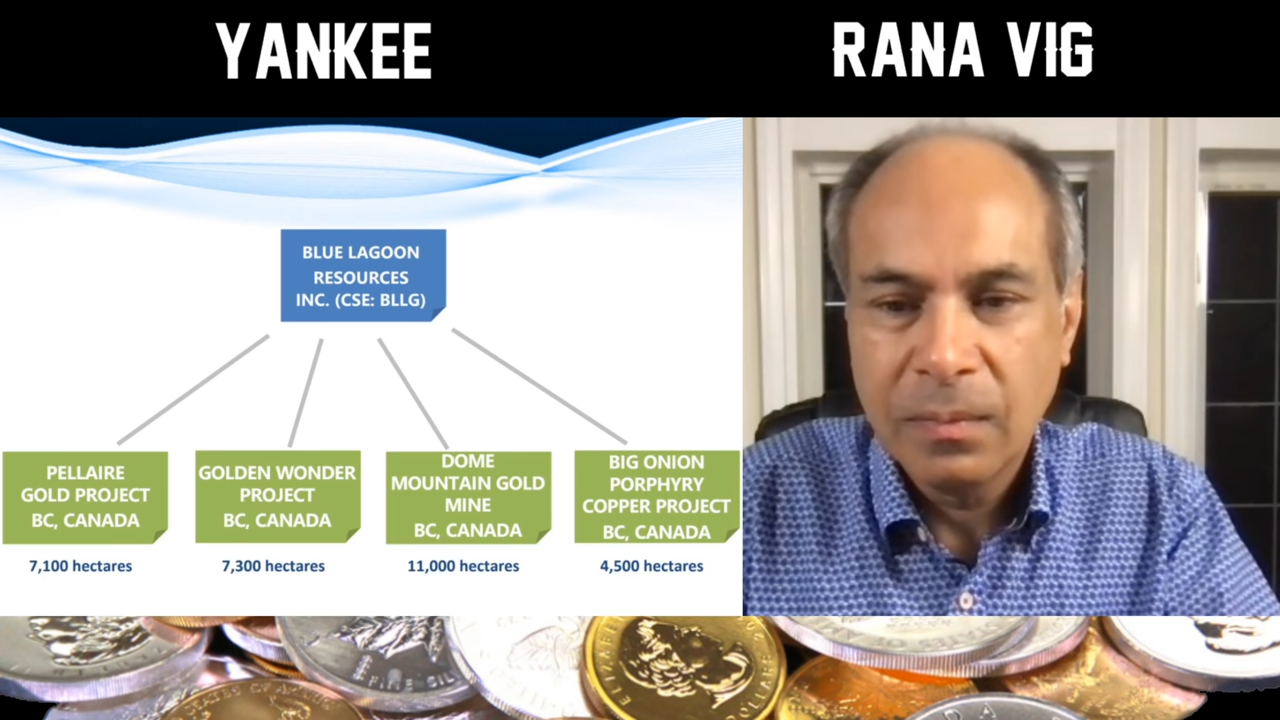 YANKEE
RANA VIG
BLUE LAGOON
RESOURCES
INC. (CSE: BLLG)
PELLAIRE
GOLD PROJECT
BC, CANADA
7,100 hectares
GOLDEN WONDER
PROJECT
BC, CANADA
7,300 hectares
DOME
MOUNTAIN GOLD
MINE
BC, CANADA
11,000 hectares
BIG ONION
PORPHYRY
COPPER PROJECT
BC, CANADA
4,500 hectares
ELIZABETH